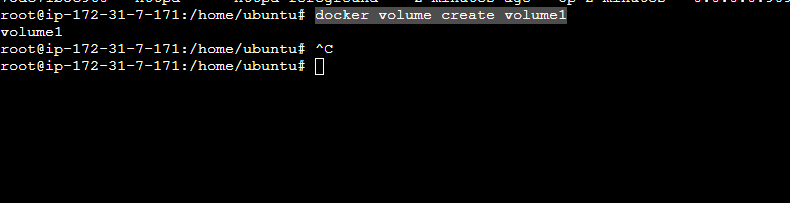 root@ip-172-31-7-171:/home/ubuntu# docker volume create volume1
volume1
root@ip-172-31-7-171:/home/ubuntu# ^C
root@ip-172-31-7-171:/home/ubuntu#